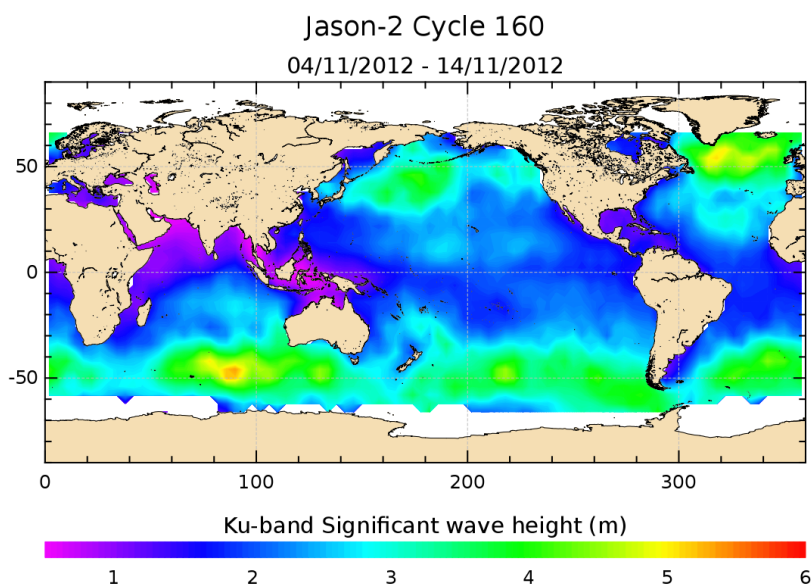 Jason-2 Cycle 160
04/11/2012 - 14/11/2012
50
0
-50
0 100 200 300
Ku-band Significant wave height (m)
1 2 3 4 5 6